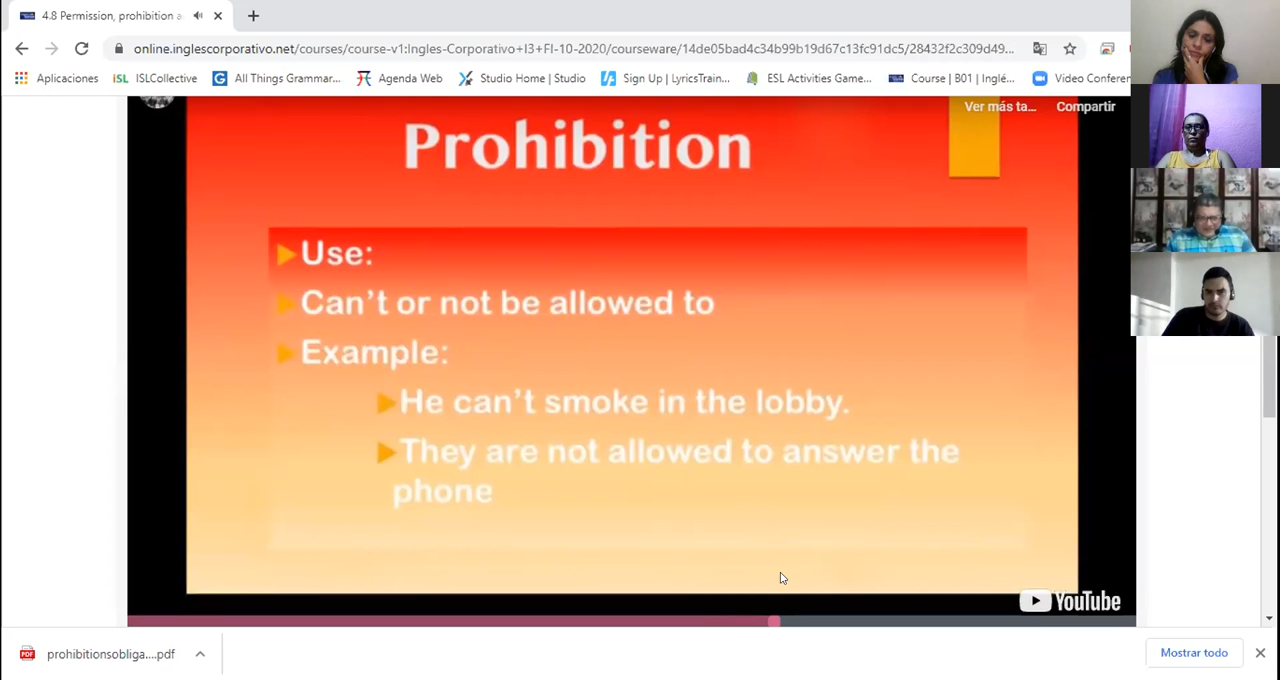 4.8 Permission, prohibition a
online.inglescorporativo.net/courses/course-v1:Ingles-Corporativo+I3+FI-10-2020/courseware/14de05bad4c34b99b19d67c13fc91dc5/28432f2c309d49...
Aplicaciones
ISL ISLCollective
All Things Grammar...
Agenda Web
Studio Home | Studio
Sign Up | LyricsTrain...
ESL Activities Game...
Course | B01 | Inglé...
Video Conferen
Ver más ta...
Compartir
Prohibition
Use:
Can't or not be allowed to
Example:
He can't smoke in the lobby.
They are not allowed to answer the
phone
YouTube
PDF
prohibitionsobliga....pdf
Mostrar todo